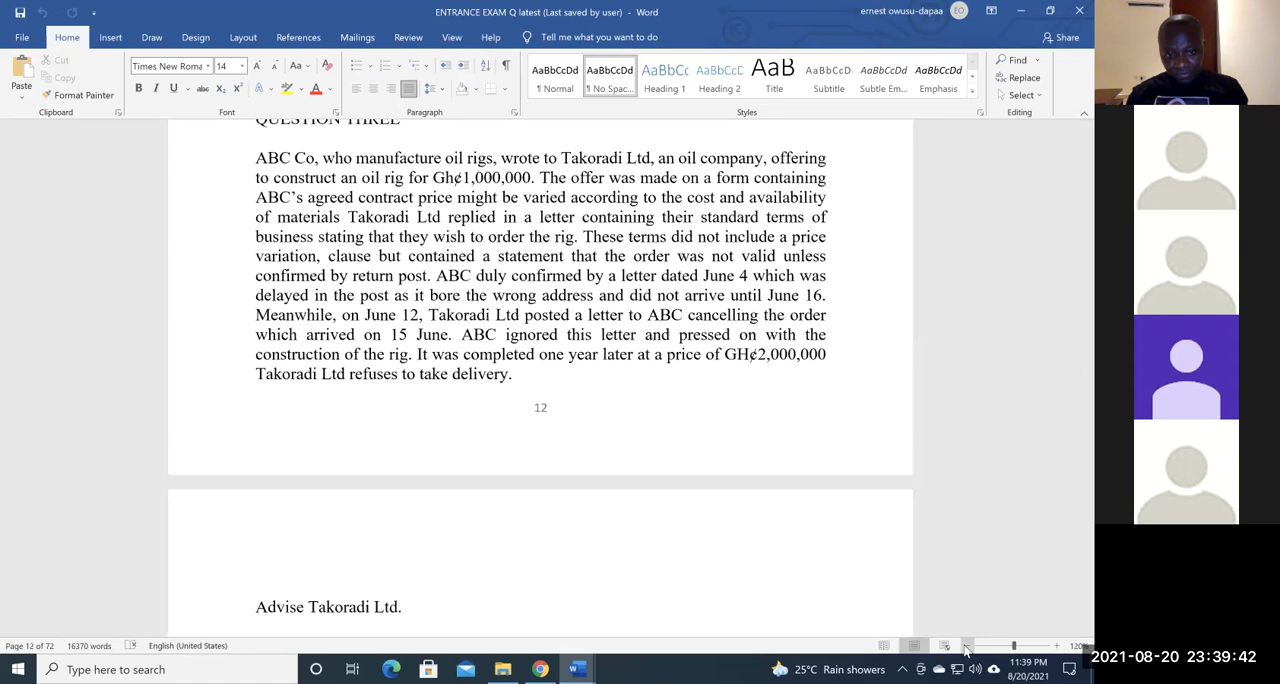 ENTRANCE EXAM Q latest (Last saved by user) - Word
ernest owusu-dapaa
EO
File Home Insert Draw Design Layout References Mailings Review View Help Tell me what you want to do
Share
Paste
Cut
Copy
Format Painter
Clipboard
Times New Roma
14
Font
Paragraph
AaBbCcDd AaBbCcDd AaBbCc AaBbCcDd AaB AaBbCcDd AaBbCcDd AaBbCcDd
¶ Normal ¶ No Spac... Heading 1 Heading 2 Title Subtitle Subtle Em... Emphasis
Styles
Find
Replace
Select
Editing
QUESTION THREE
ABC Co, who manufacture oil rigs, wrote to Takoradi Ltd, an oil company, offering
to construct an oil rig for Gh¢1,000,000. The offer was made on a form containing
ABC's agreed contract price might be varied according to the cost and availability
of materials Takoradi Ltd replied in a letter containing their standard terms of
business stating that they wish to order the rig. These terms did not include a price
variation, clause but contained a statement that the order was not valid unless
confirmed by return post. ABC duly confirmed by a letter dated June 4 which was
delayed in the post as it bore the wrong address and did not arrive until June 16.
Meanwhile, on June 12, Takoradi Ltd posted a letter to ABC cancelling the order
which arrived on 15 June. ABC ignored this letter and pressed on with the
construction of the rig. It was completed one year later at a price of GH¢2,000,000
Takoradi Ltd refuses to take delivery.
12
Advise Takoradi Ltd.
Page 12 of 72 16370 words English (United States)
120%
Type here to search
25°C Rain showers
11:39 PM
8/20/2021
2021-08-20 23:39:42